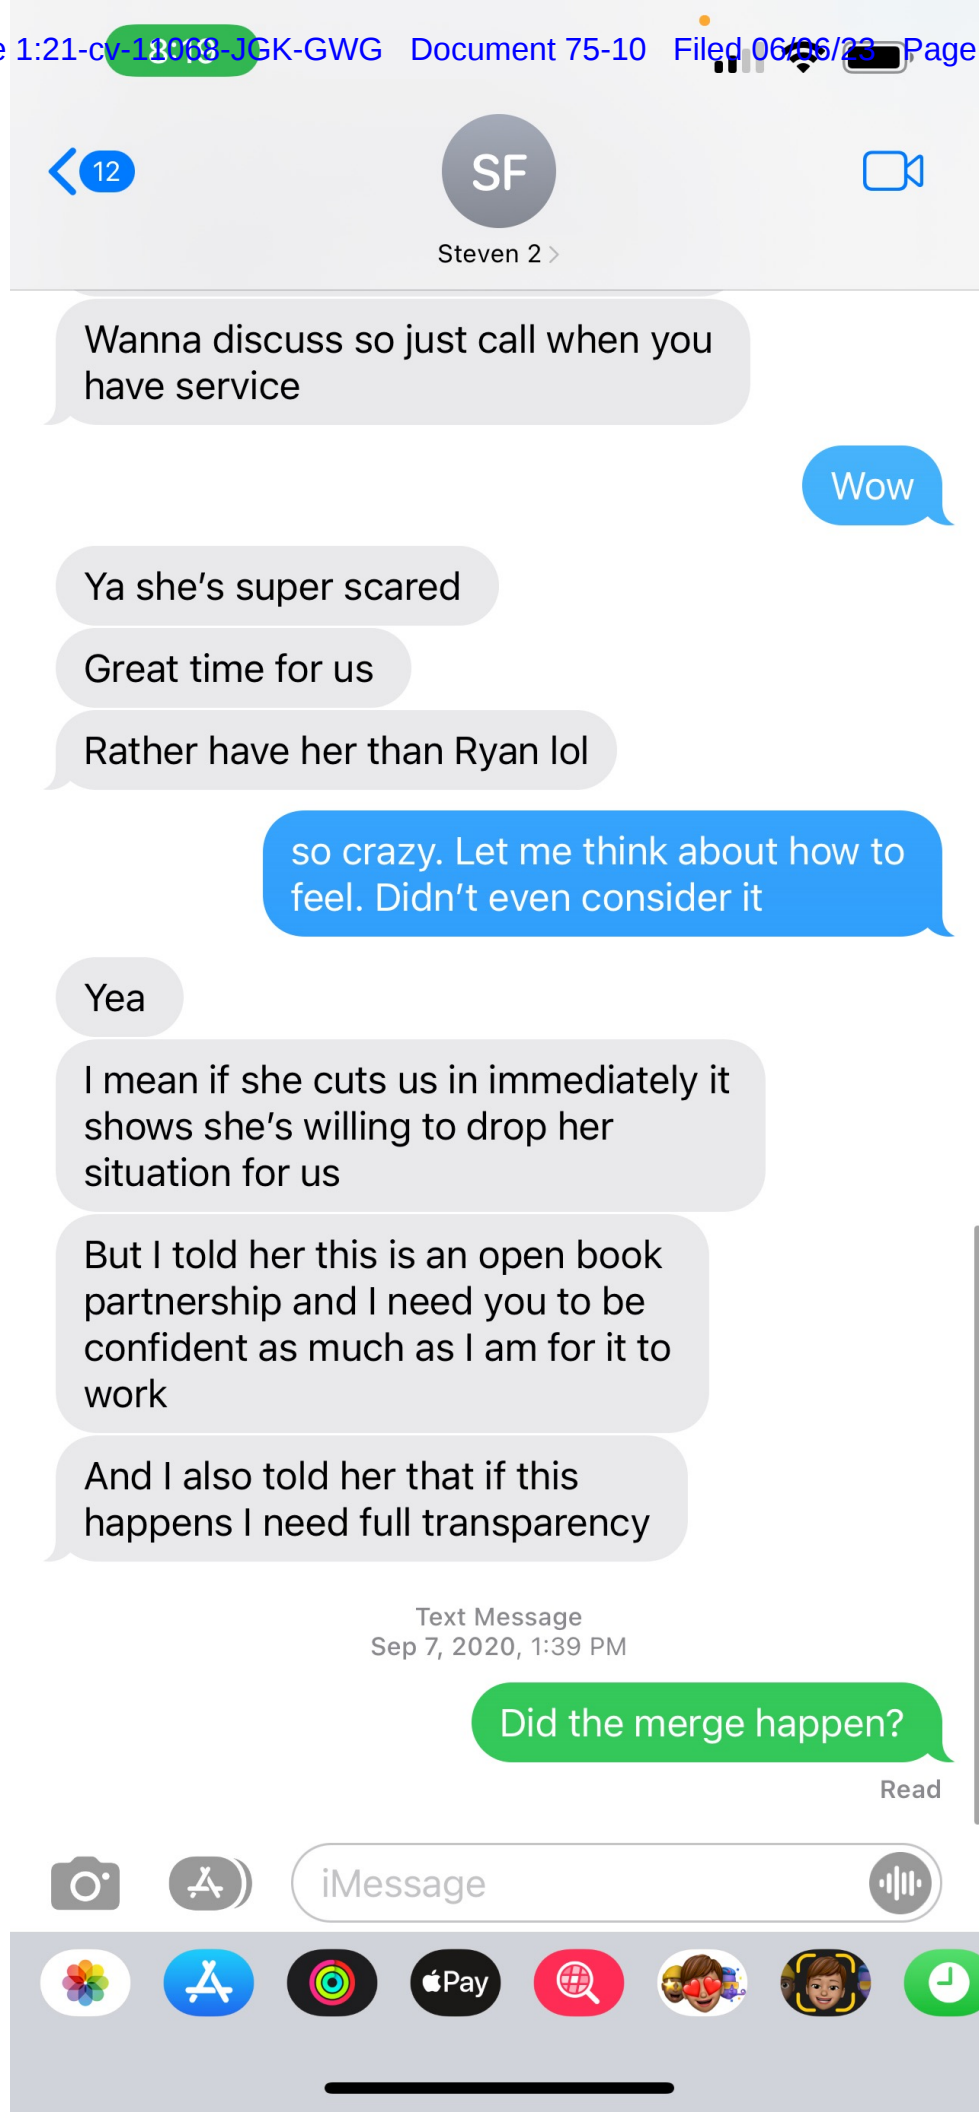 e 1:21-cv-11068-JGK-GWG Document 75-10 Filed 06/06/23 Page
12
SF
Steven 2
Wanna discuss so just call when you
have service
Wow
Ya she’s super scared
Great time for us
Rather have her than Ryan lol
so crazy. Let me think about how to
feel. Didn’t even consider it
Yea
I mean if she cuts us in immediately it
shows she’s willing to drop her
situation for us
But I told her this is an open book
partnership and I need you to be
confident as much as I am for it to
work
And I also told her that if this
happens I need full transparency
Text Message
Sep 7, 2020, 1:39 PM
Did the merge happen?
Read
iMessage
Pay